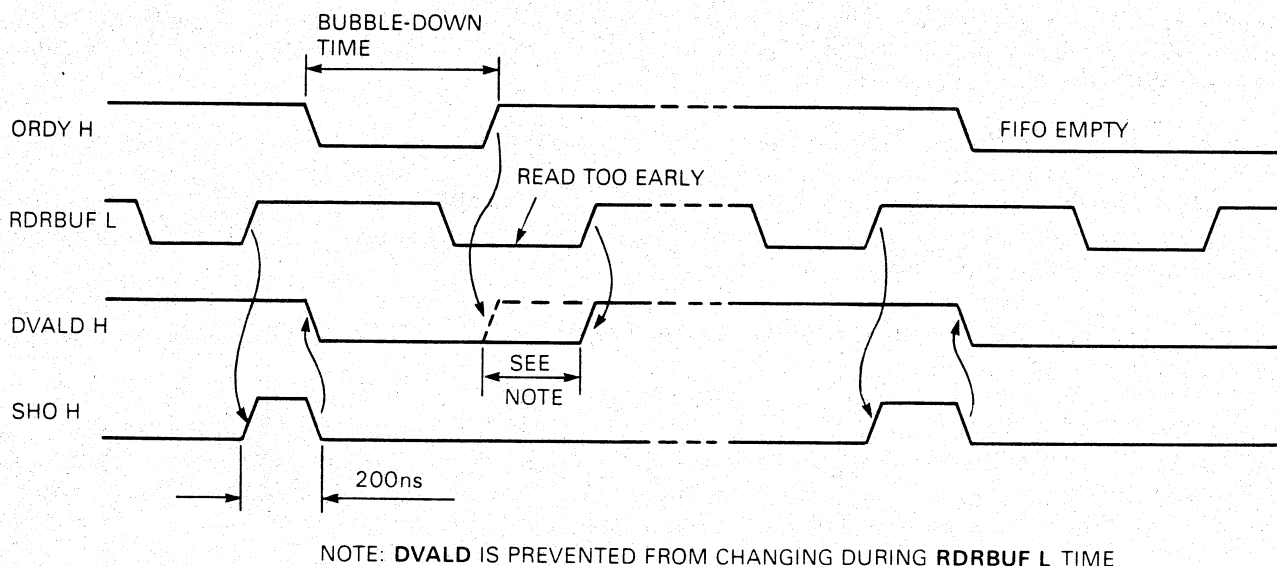 BUBBLE-DOWN
TIME
ORDY H
FIFO EMPTY
READ TOO EARLY
RDRBUF L
DVALD H
SEE
NOTE
SHO H
200ns
NOTE: DVALD IS PREVENTED FROM CHANGING DURING RDRBUF L TIME